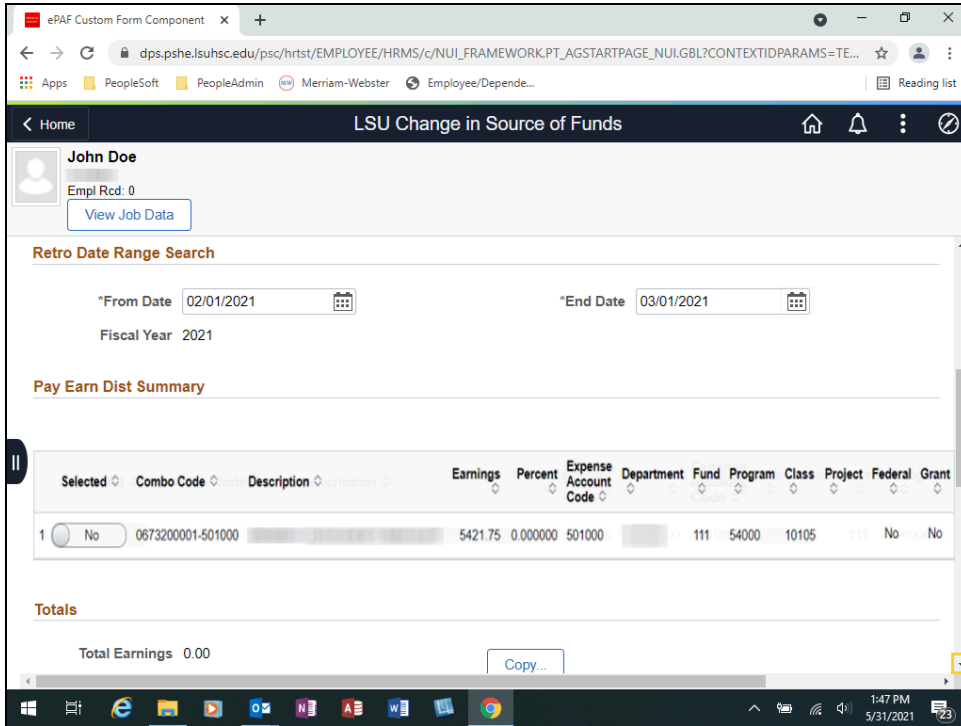 ePAF Custom Form Component
dps.pshe.lsuhsc.edu/psc/hrtst/EMPLOYEE/HRMS/c/NUI_FRAMEWORK.PT_AGSTARTPAGE_NUI.GBL?CONTEXTIDPARAMS=TE...
Apps PeopleSoft PeopleAdmin MW Merriam-Webster Employee/Depende... Reading list
Home LSU Change in Source of Funds
John Doe
Empl Rcd: 0
View Job Data
Retro Date Range Search
*From Date 02/01/2021 *End Date 03/01/2021
Fiscal Year 2021
Pay Earn Dist Summary
Selected Combo Code Description Earnings Percent Expense Account Code Department Fund Program Class Project Federal Grant
1 No 0673200001-501000 5421.75 0.000000 501000 111 54000 10105 No No
Totals
Total Earnings 0.00 Copy...
1:47 PM
5/31/2021
23